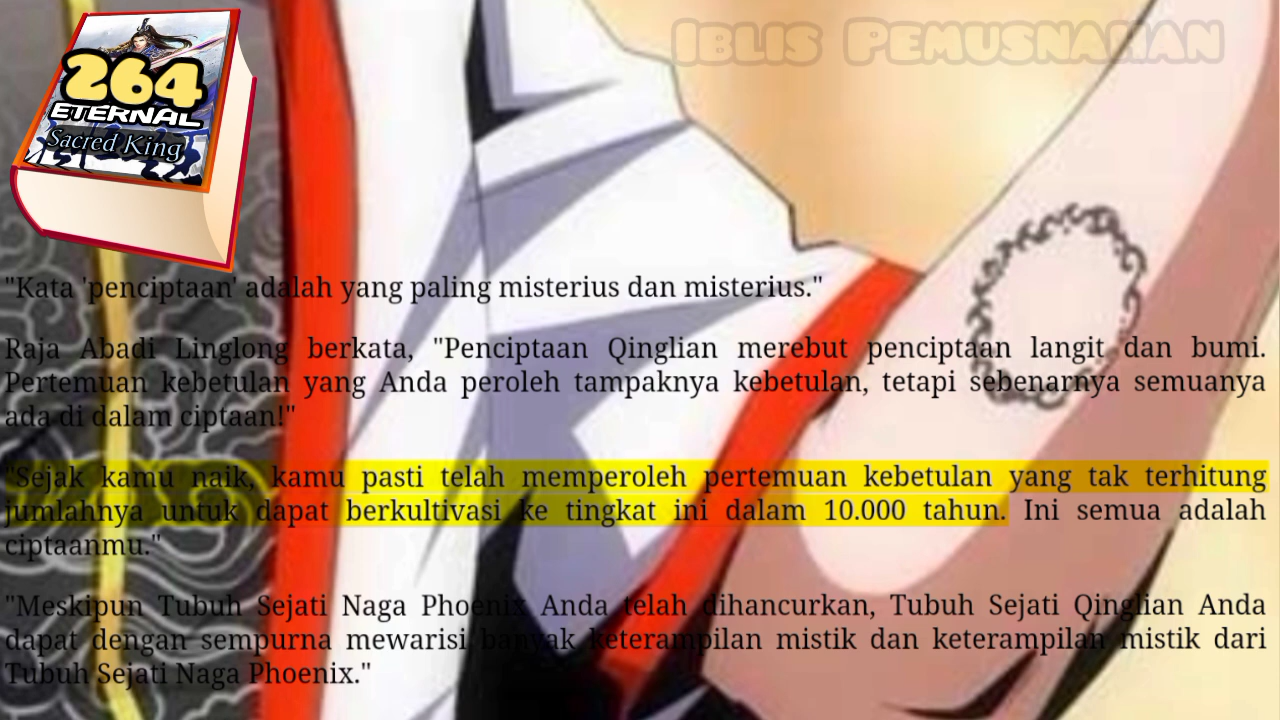 Iblis Pemusnahan
264
ETERNAL
Sacred King
"Kata 'penciptaan' adalah yang paling misterius dan misterius."
Raja Abadi Linglong berkata, "Penciptaan Qinglian merebut penciptaan langit dan bumi.
Pertemuan kebetulan yang Anda peroleh tampaknya kebetulan, tetapi sebenarnya semuanya
ada di dalam ciptaan!"
"Sejak kamu naik, kamu pasti telah memperoleh pertemuan kebetulan yang tak terhitung
jumlahnya untuk dapat berkultivasi ke tingkat ini dalam 10.000 tahun. Ini semua adalah
ciptaanmu."
"Meskipun Tubuh Sejati Naga Phoenix Anda telah dihancurkan, Tubuh Sejati Qinglian Anda
dapat dengan sempurna mewarisi banyak keterampilan mistik dan keterampilan mistik dari
Tubuh Sejati Naga Phoenix."